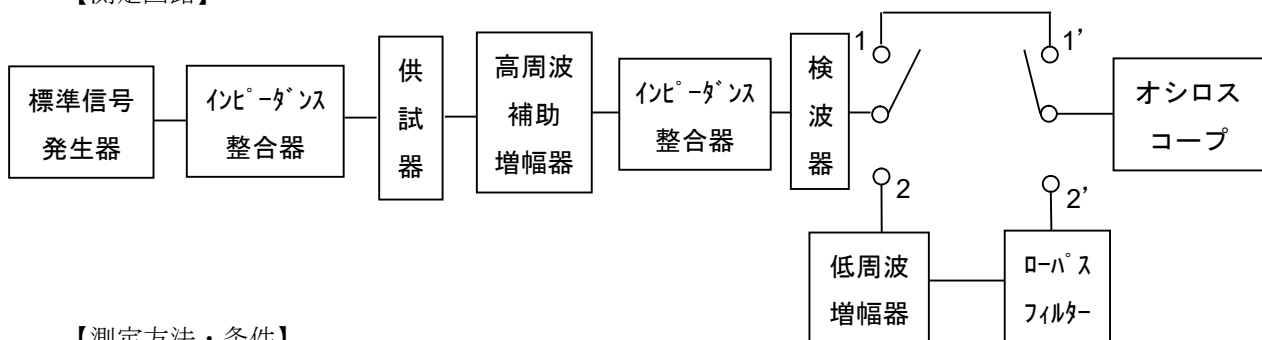 【測定回路】
標準信号
発生器
インピーダンス
整合器
供
試
器
高周波
補助
増幅器
インピーダンス
整合器
検
波
器
1
1’
2
2’
オシロス
コープ
低周波
増幅器
ローパス
フィルター
【測定方法・条件】